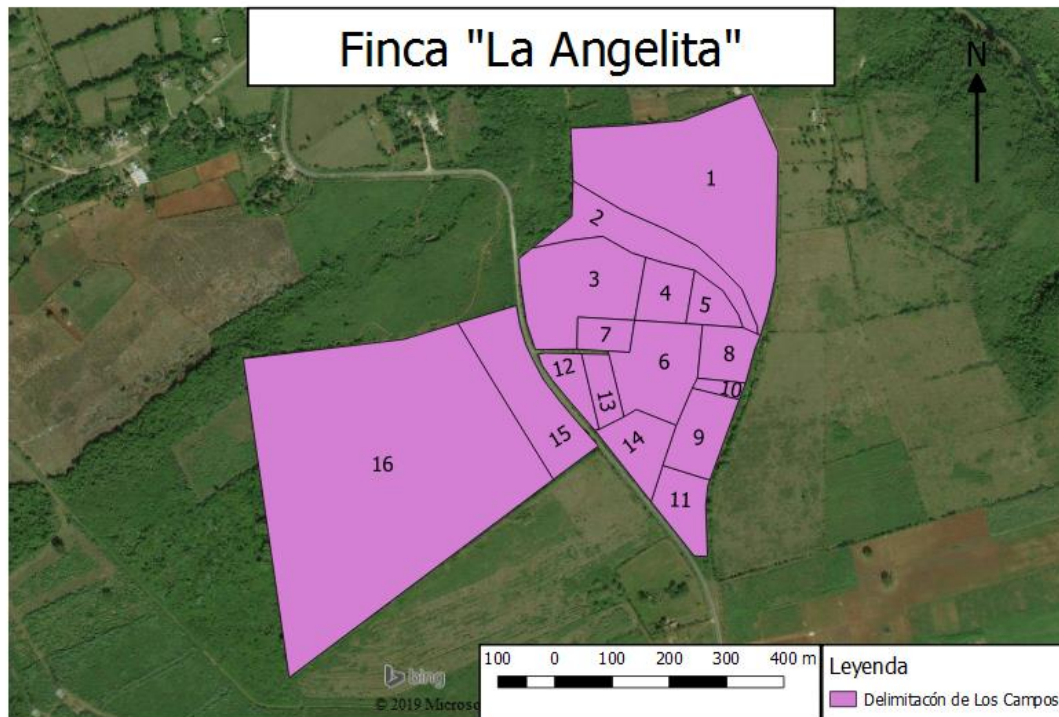 Finca "La Angelita"
N
1
2
3
4
5
6
7
8
9
10
11
12
13
14
15
16
100 0 100 200 300 400 m
Leyenda
Delimitacón de Los Campos
bing
© 2019 Microso